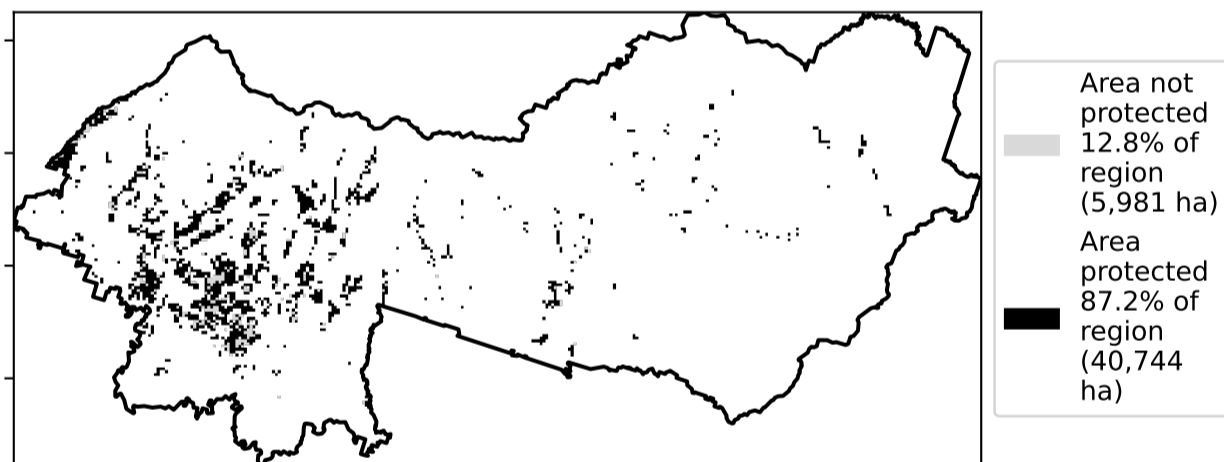 Area not
protected
12.8% of
region
(5,981 ha)
Area
protected
87.2% of
region
(40,744
ha)